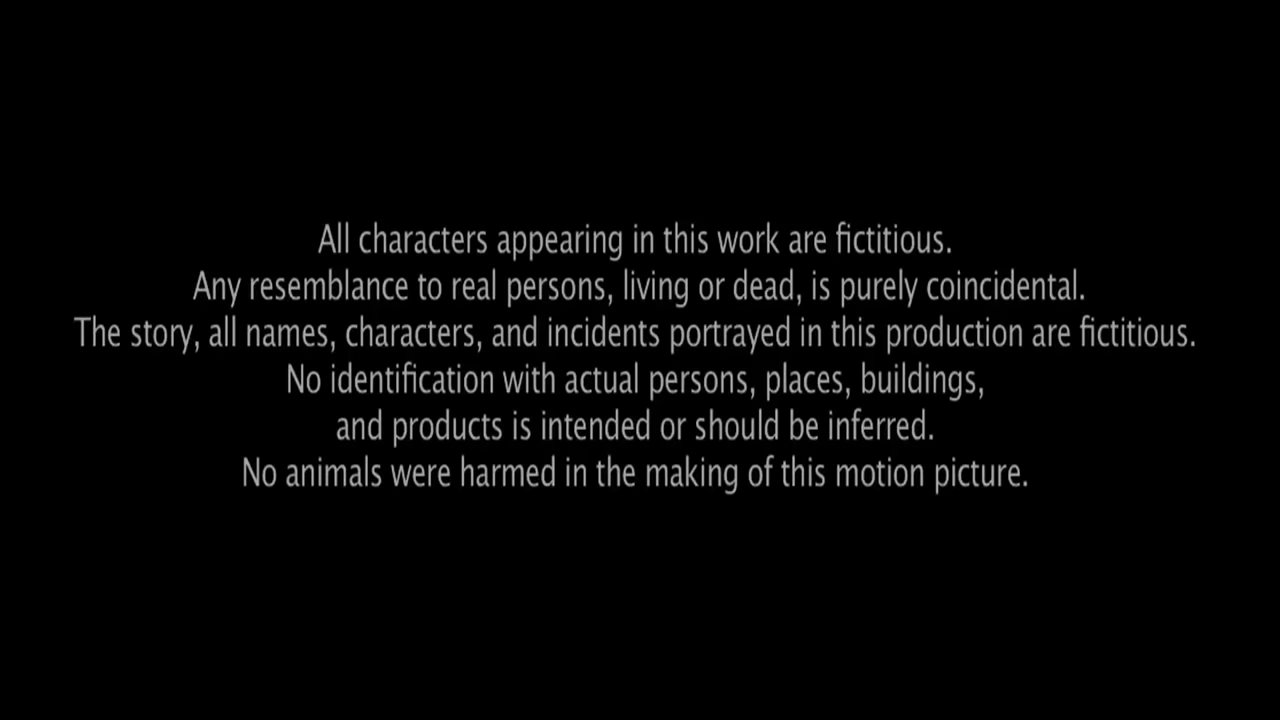 All characters appearing in this work are fictitious.
Any resemblance to real persons, living or dead, is purely coincidental.
The story, all names, characters, and incidents portrayed in this production are fictitious.
No identification with actual persons, places, buildings,
and products is intended or should be inferred.
No animals were harmed in the making of this motion picture.